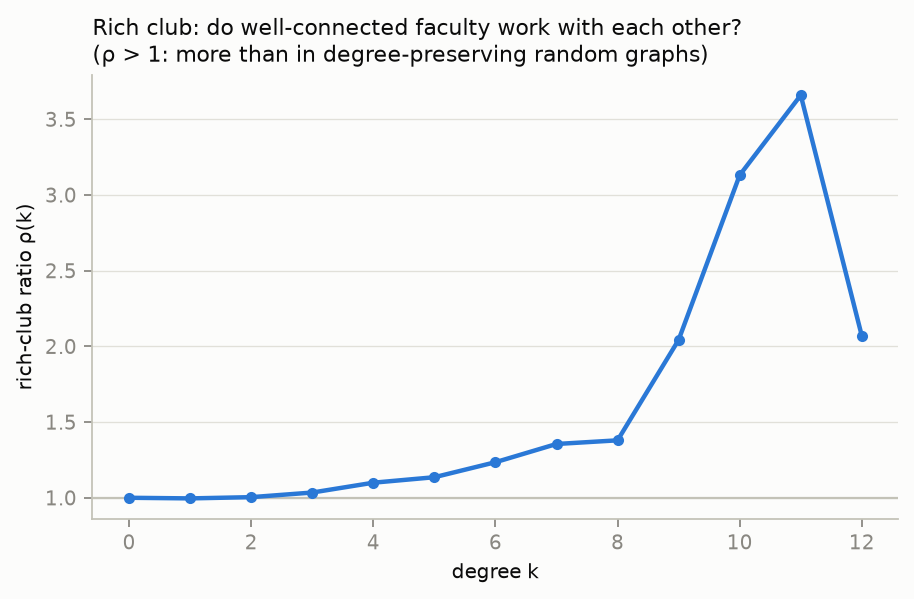 Rich club: do well-connected faculty work with each other?
(ρ > 1: more than in degree-preserving random graphs)
rich-club ratio ρ(k)
3.5
3.0
2.5
2.0
1.5
1.0
0 2 4 6 8 10 12
degree k